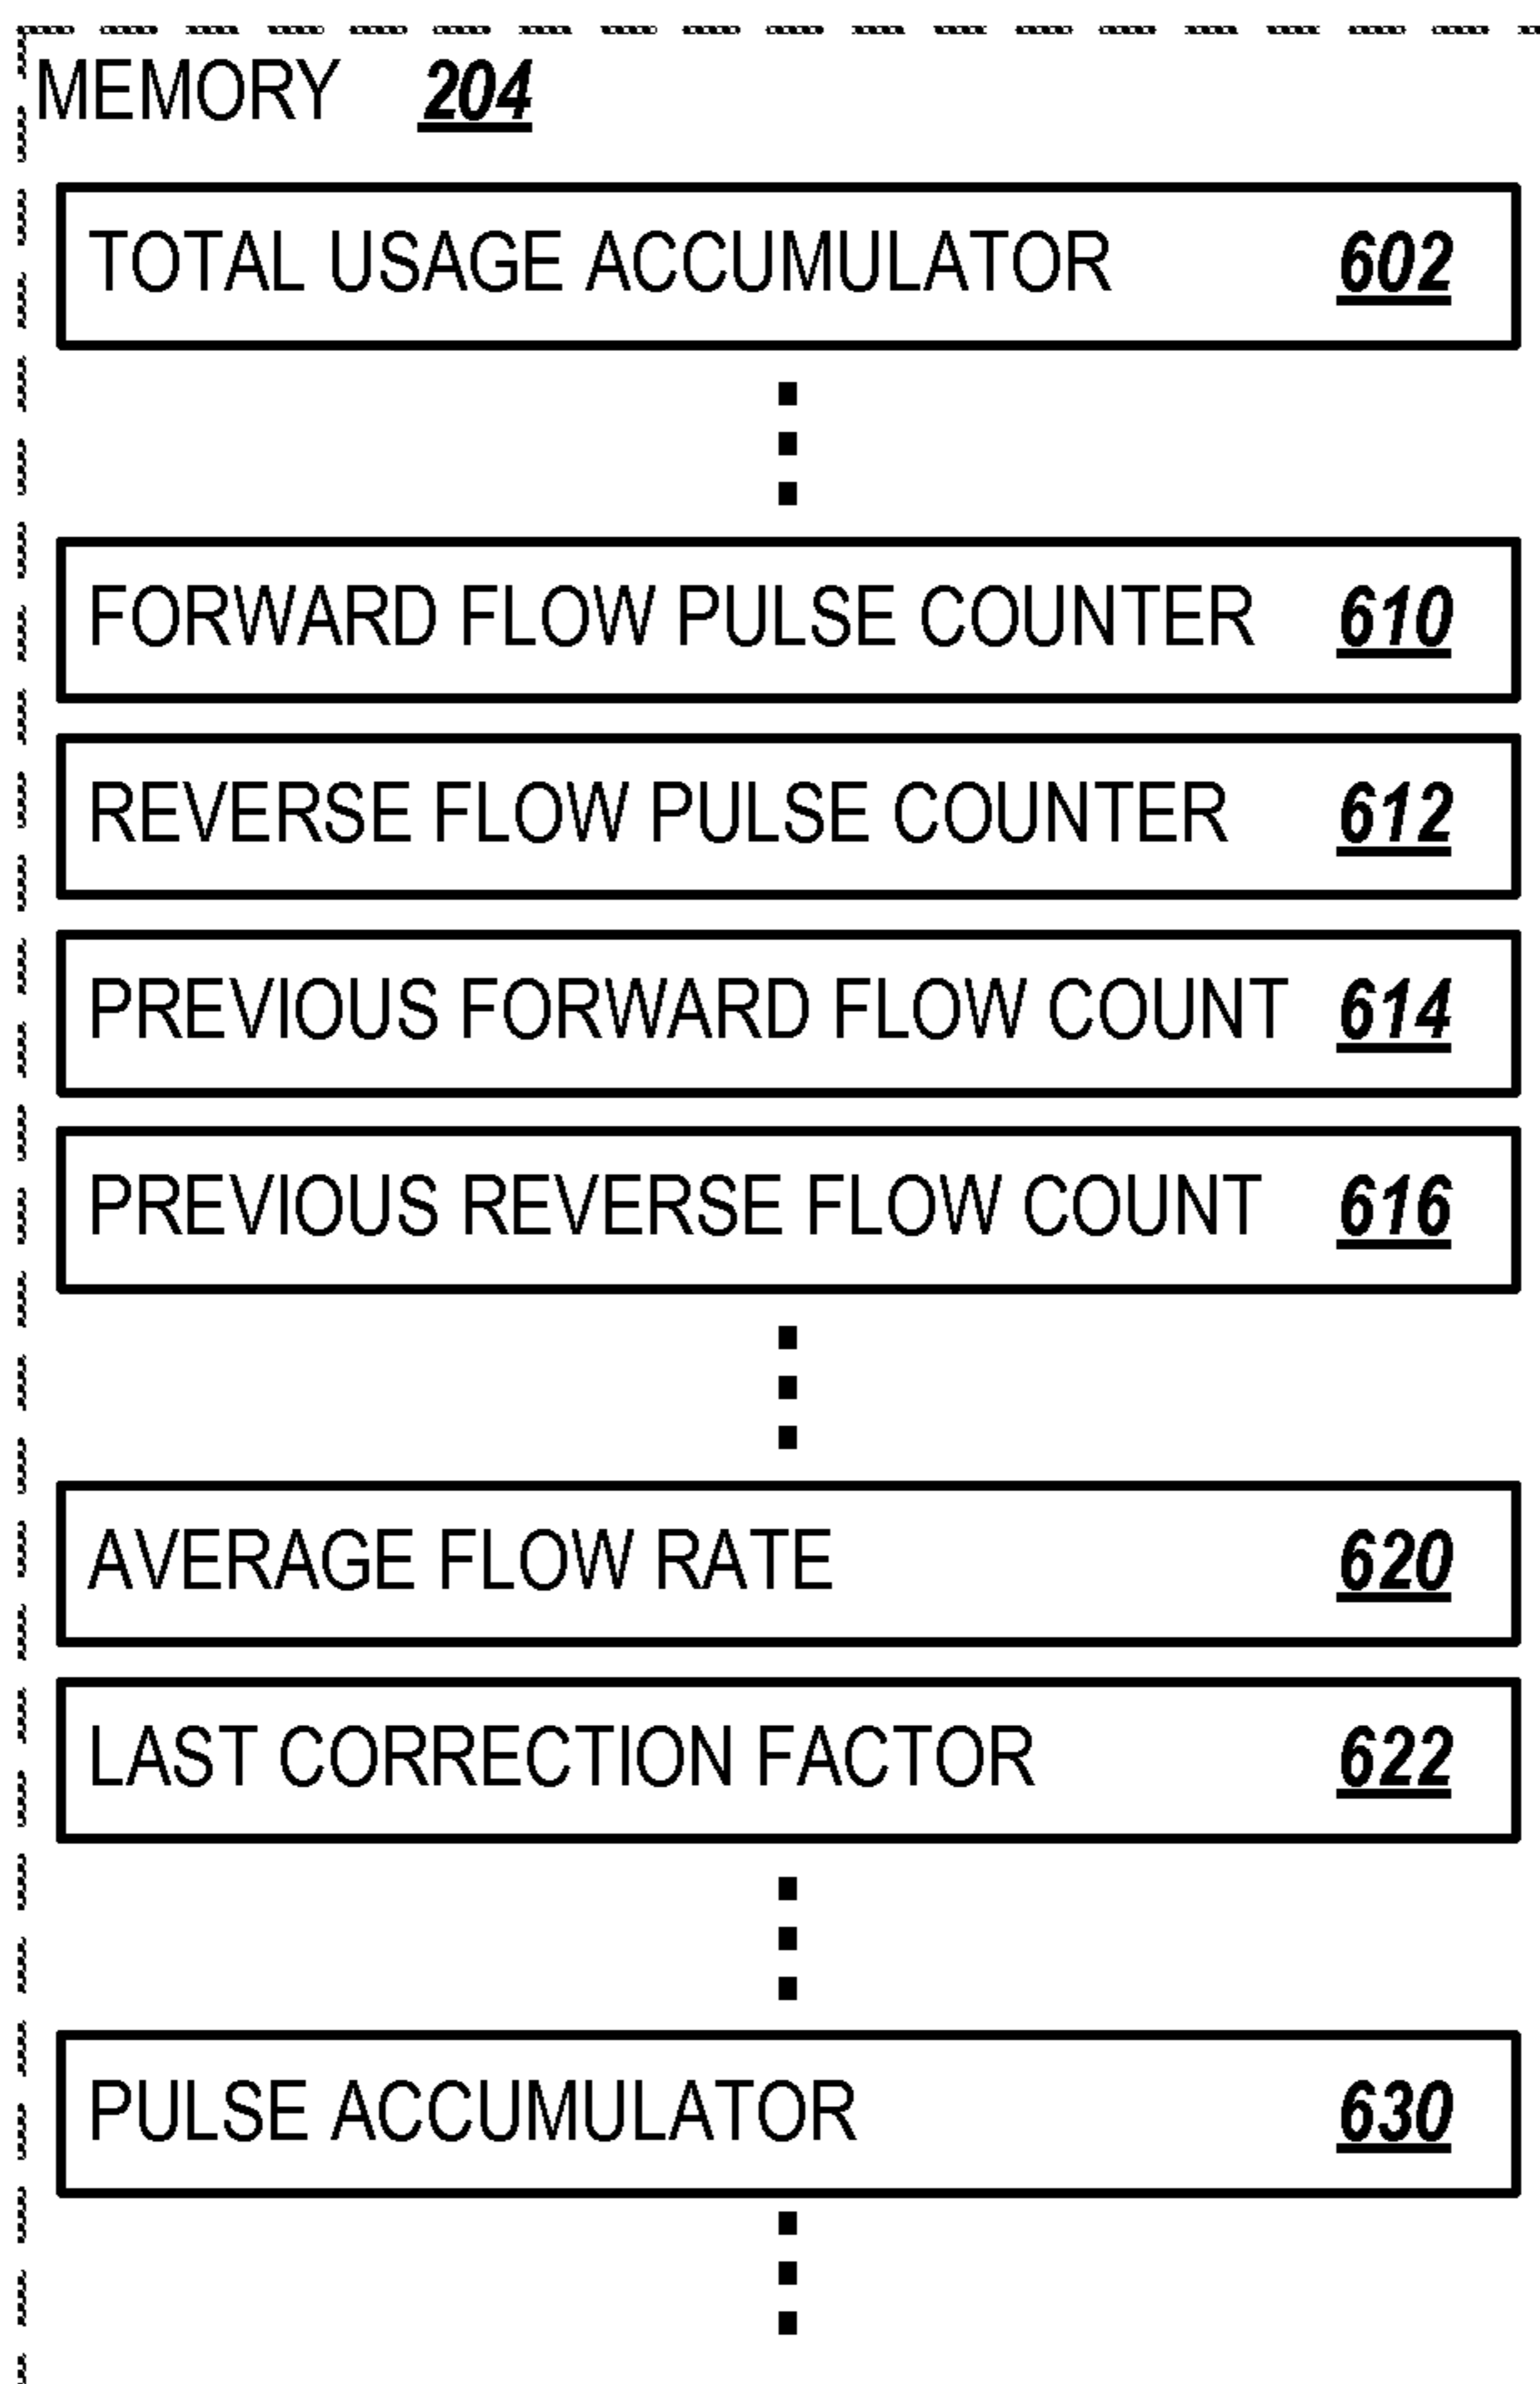 MEMORY 204
TOTAL USAGE ACCUMULATOR 602
FORWARD FLOW PULSE COUNTER 610
REVERSE FLOW PULSE COUNTER 612
PREVIOUS FORWARD FLOW COUNT 614
PREVIOUS REVERSE FLOW COUNT 616
AVERAGE FLOW RATE 620
LAST CORRECTION FACTOR 622
PULSE ACCUMULATOR 630